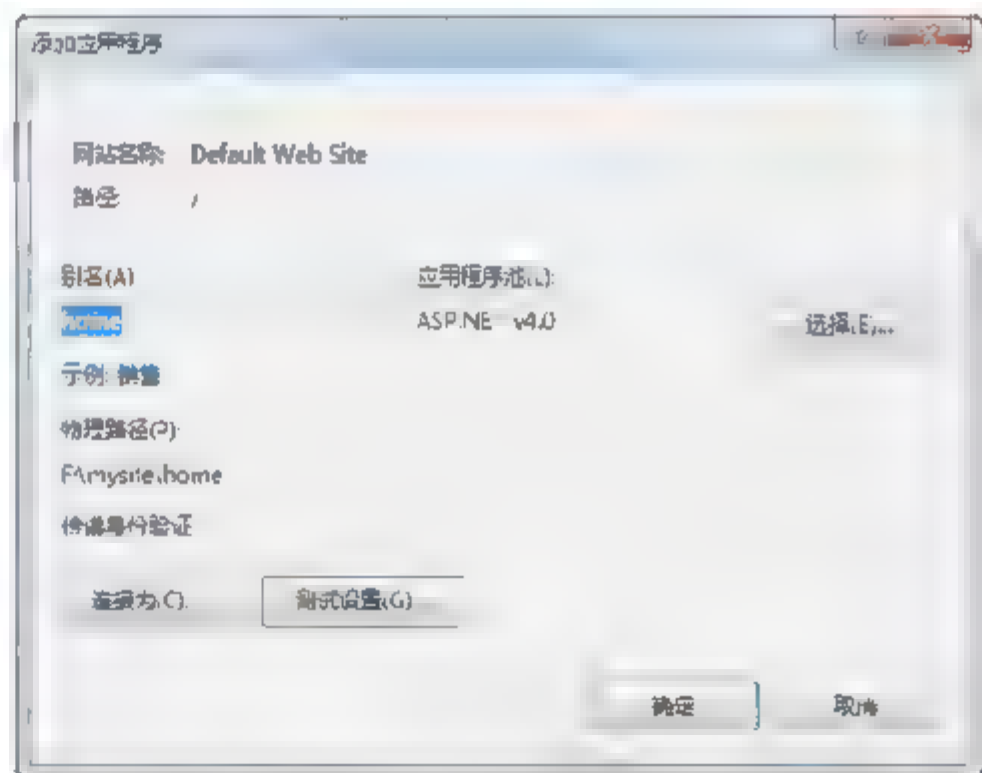 添加应用程序
网站名称: Default Web Site
路径: /
别名(A)
应用程序池(L):
home
ASP.NET v4.0
选择(E)...
示例: 销售
物理路径(P):
F:\mysite\home
传递身份验证
连接为(C)
测试设置(G)
确定
取消